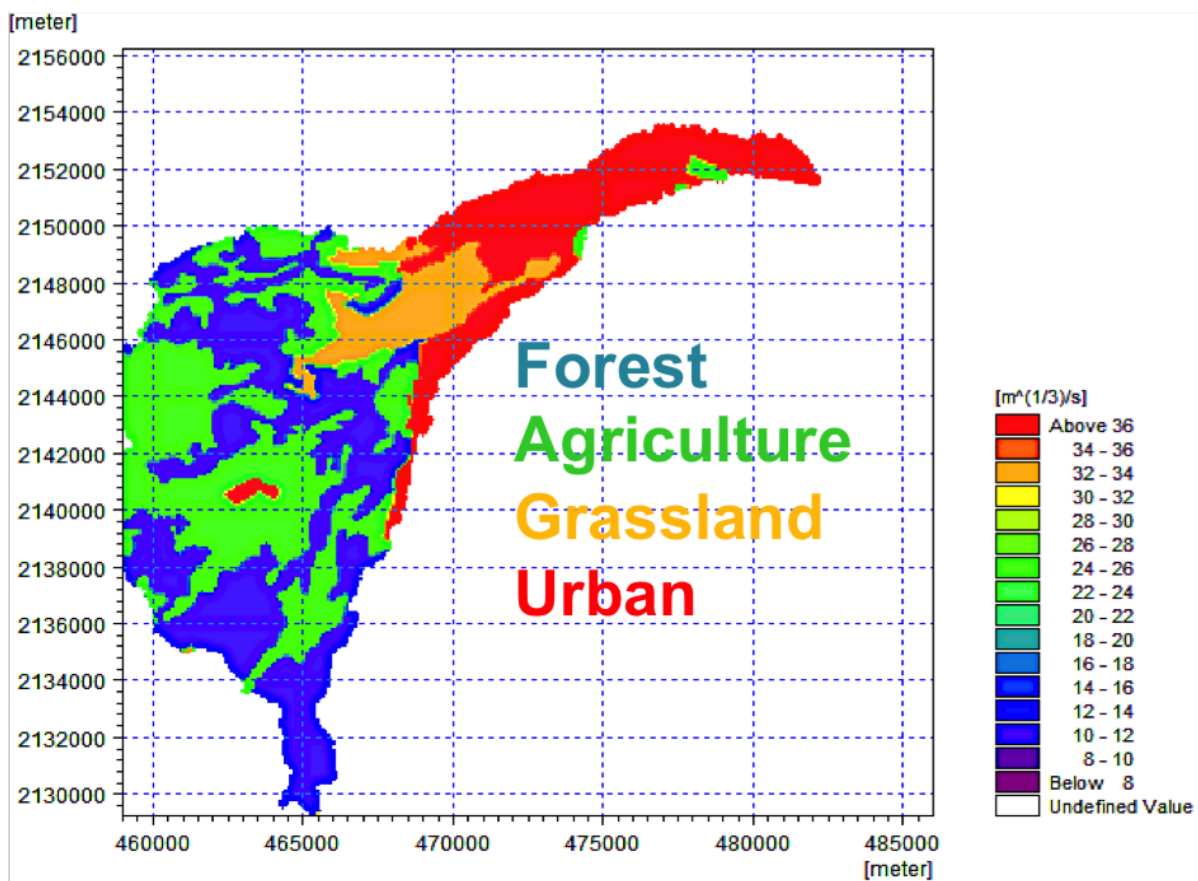 [meter]
2156000
2154000
2152000
2150000
2148000
2146000
2144000
2142000
2140000
2138000
2136000
2134000
2132000
2130000
460000 465000 470000 475000 480000 485000
[meter]
Forest
Agriculture
Grassland
Urban
[m^(1/3)/s]
Above 36
34 - 36
32 - 34
30 - 32
28 - 30
26 - 28
24 - 26
22 - 24
20 - 22
18 - 20
16 - 18
14 - 16
12 - 14
10 - 12
8 - 10
Below 8
Undefined Value